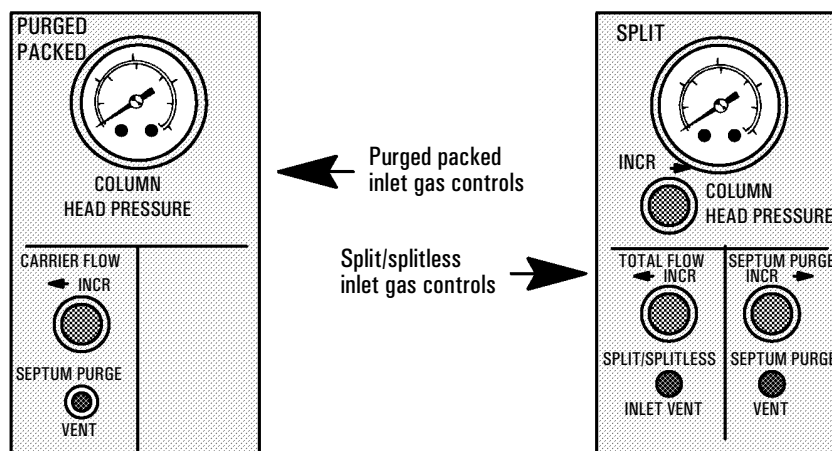 PURGED
PACKED
COLUMN
HEAD PRESSURE
CARRIER FLOW
INCR
SEPTUM PURGE
VENT
Purged packed
inlet gas controls
Split/splitless
inlet gas controls
SPLIT
INCR
COLUMN
HEAD PRESSURE
TOTAL FLOW
INCR
SPLIT/SPLITLESS
INLET VENT
SEPTUM PURGE
INCR
SEPTUM PURGE
VENT